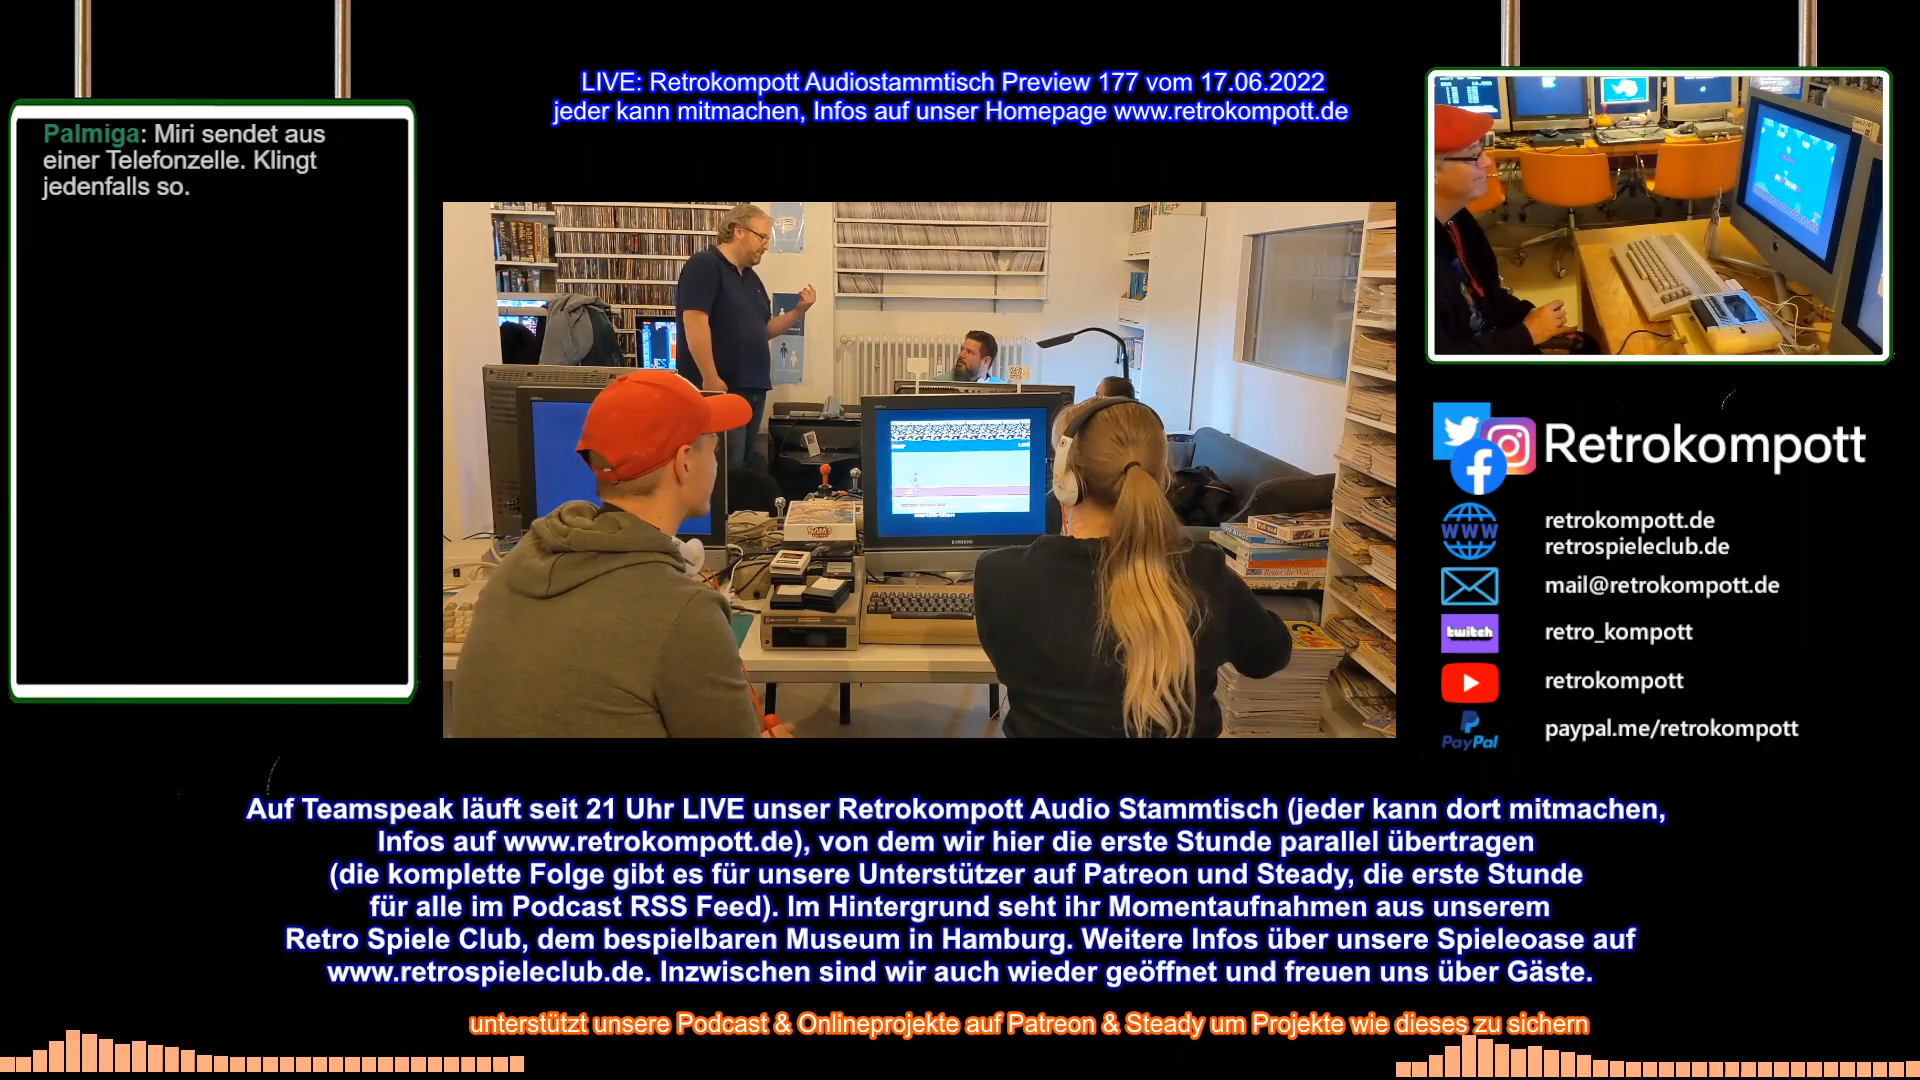 LIVE: Retrokompott Audiostammtisch Preview 177 vom 17.06.2022
jeder kann mitmachen, Infos auf unser Homepage www.retrokompott.de
Palmiga: Miri sendet aus
einer Telefonzelle. Klingt
jedenfalls so.
SAMSUNG
Retrokompott
WWW
retrokompott.de
retrospieleclub.de
mail@retrokompott.de
twitch
retro_kompott
retrokompott
PayPal
paypal.me/retrokompott
Auf Teamspeak läuft seit 21 Uhr LIVE unser Retrokompott Audio Stammtisch (jeder kann dort mitmachen,
Infos auf www.retrokompott.de), von dem wir hier die erste Stunde parallel übertragen
(die komplette Folge gibt es für unsere Unterstützer auf Patreon und Steady, die erste Stunde
für alle im Podcast RSS Feed). Im Hintergrund seht ihr Momentaufnahmen aus unserem
Retro Spiele Club, dem bespielbaren Museum in Hamburg. Weitere Infos über unsere Spieleoase auf
www.retrospieleclub.de. Inzwischen sind wir auch wieder geöffnet und freuen uns über Gäste.
unterstützt unsere Podcast & Onlineprojekte auf Patreon & Steady um Projekte wie dieses zu sichern